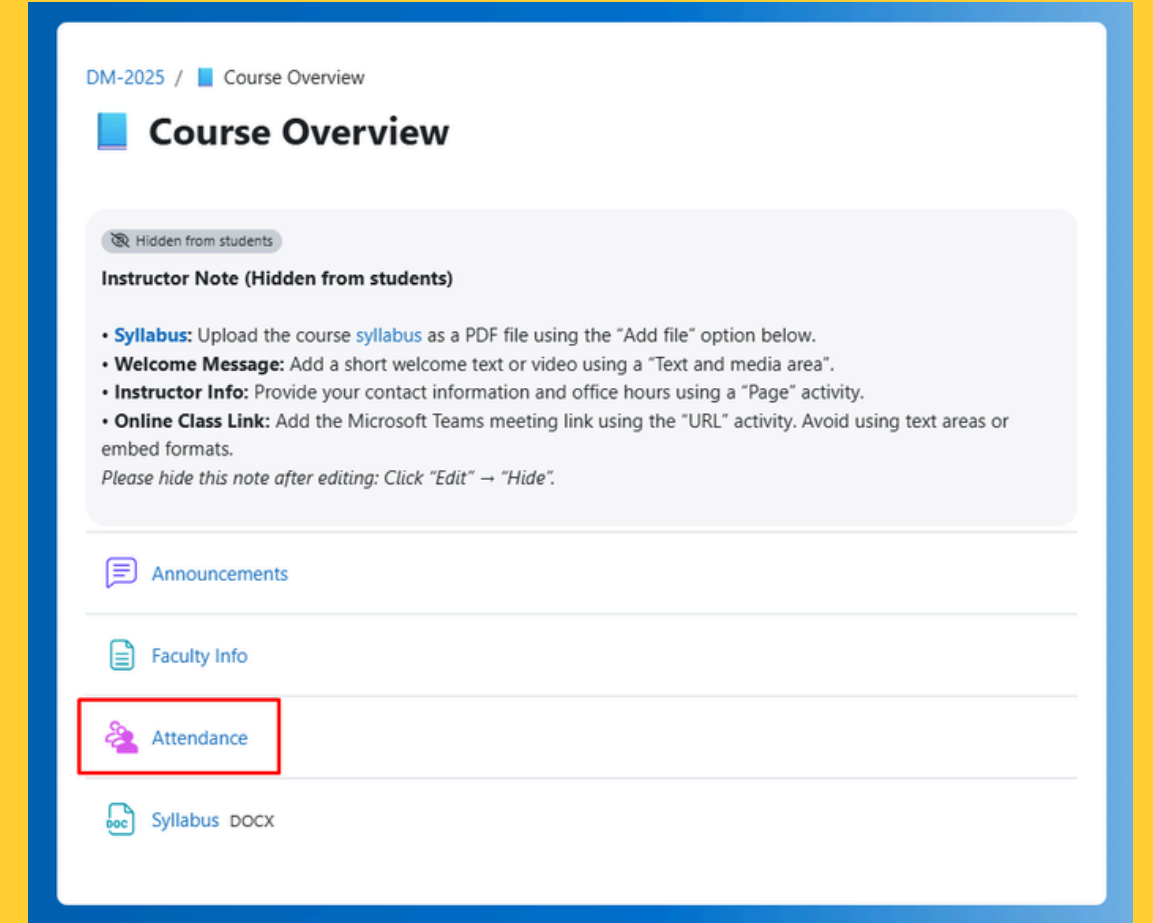 DM-2025 / Course Overview
Course Overview
Hidden from students
Instructor Note (Hidden from students)
• Syllabus: Upload the course syllabus as a PDF file using the “Add file” option below.
• Welcome Message: Add a short welcome text or video using a “Text and media area”.
• Instructor Info: Provide your contact information and office hours using a “Page” activity.
• Online Class Link: Add the Microsoft Teams meeting link using the “URL” activity. Avoid using text areas or
embed formats.
Please hide this note after editing: Click “Edit” → “Hide”.
Announcements
Faculty Info
Attendance
DOC Syllabus DOCX